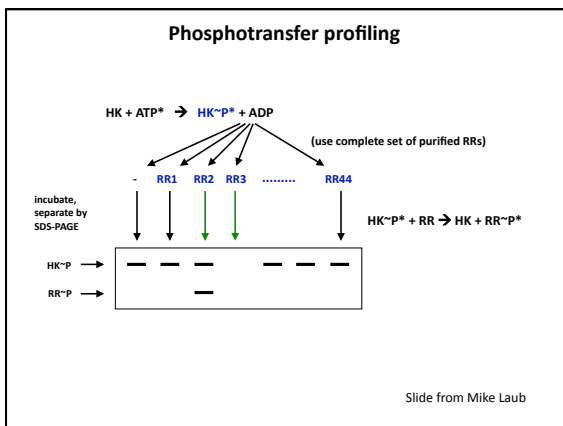 Phosphotransfer profiling
HK + ATP* → HK~P* + ADP
(use complete set of purified RRs)
- RR1 RR2 RR3 ……… RR44
incubate,
separate by
SDS-PAGE
HK~P* + RR → HK + RR~P*
HK~P
RR~P
Slide from Mike Laub